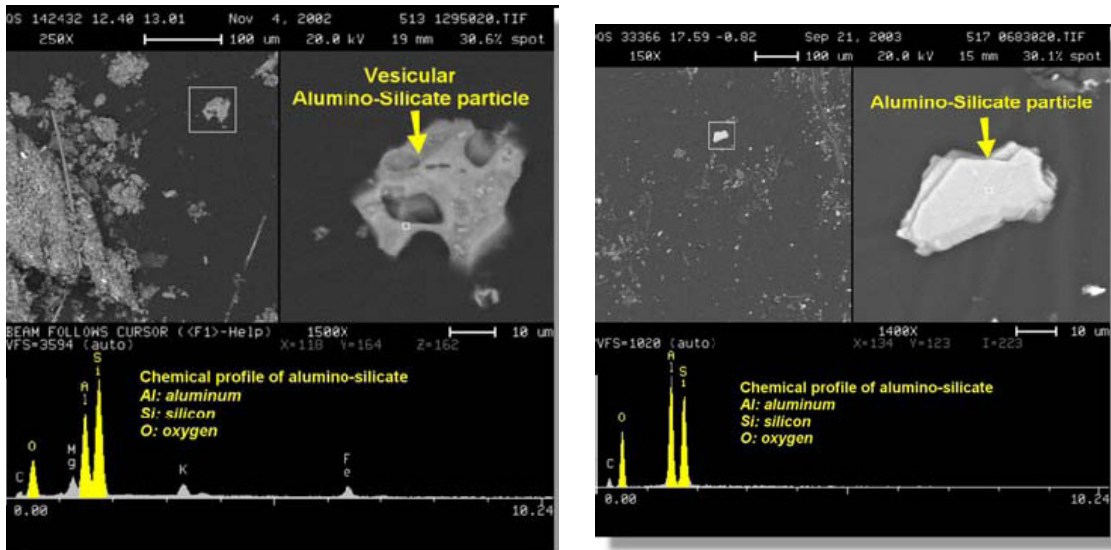 QS 142432 12.40 13.01 Nov 4, 2002 513 1295020.TIF
250X 100 um 20.0 kV 19 mm 30.6% spot
Vesicular
Alumino-Silicate particle
BEAM FOLLOWS CURSOR (<F1>-Help) 1500X 10 um
VFS=3594 (auto) X=118 Y=164 Z=162
Chemical profile of alumino-silicate
Al: aluminum
Si: silicon
O: oxygen
C O Mg Al Si K Fe
0.00 10.24
QS 33366 17.59 -0.82 Sep 21, 2003 517 0683020.TIF
150X 100 um 20.0 kV 15 mm 30.1% spot
Alumino-Silicate particle
1400X 10 um
VFS=1020 (auto) X=134 Y=123 I=223
Chemical profile of alumino-silicate
Al: aluminum
Si: silicon
O: oxygen
C O Al Si
0.00 10.24